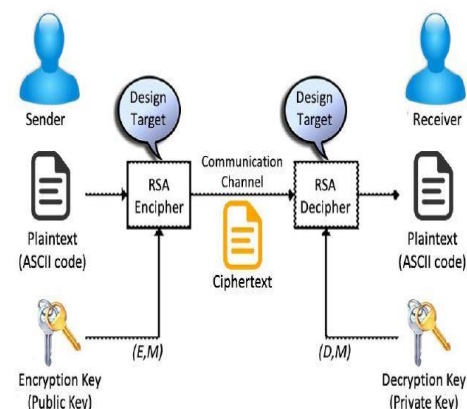 Design
Target
Design
Target
Sender
Receiver
Communication
Channel
RSA
Encipher
RSA
Decipher
Plaintext
(ASCII code)
Ciphertext
Plaintext
(ASCII code)
(E,M)
(D,M)
Encryption Key
(Public Key)
Decryption Key
(Private Key)